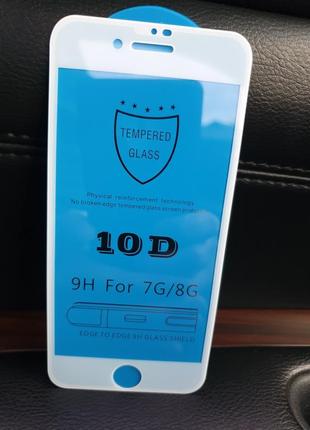 ★ ★ ★ ★ ★
TEMPERED
GLASS
Physical reinforcement technology
No broken edge tempered glass screen
10D
9H For 7G/8G
EDGE TO EDGE 9H GLASS SHIELD